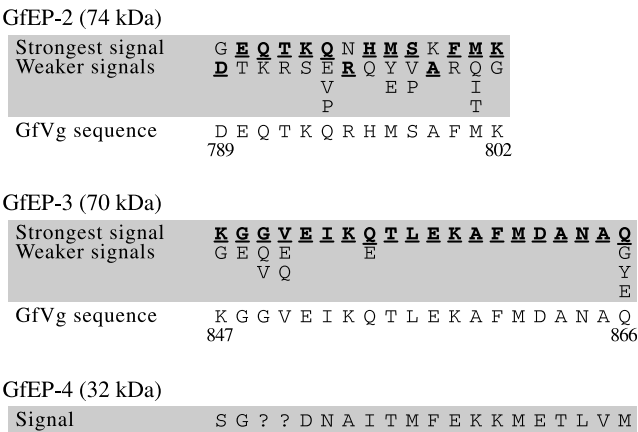 GfEP-2 (74 kDa)
Strongest signal G E Q T K Q N H M S K F M K
Weaker signals D T K R S E R Q Y V A R Q G
V E P I
P T
GfVg sequence D E Q T K Q R H M S A F M K
789 802
GfEP-3 (70 kDa)
Strongest signal K G G V E I K Q T L E K A F M D A N A Q
Weaker signals G E Q E E G
V Q Y
E
GfVg sequence K G G V E I K Q T L E K A F M D A N A Q
847 866
GfEP-4 (32 kDa)
Signal S G ? ? D N A I T M F E K K M E T L V M